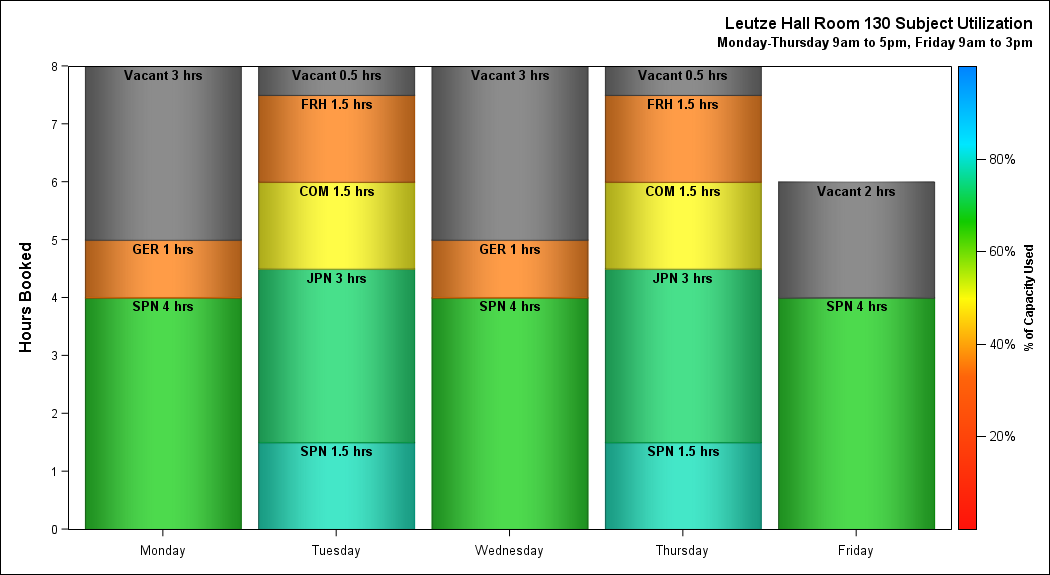 Leutze Hall Room 130 Subject Utilization
Monday-Thursday 9am to 5pm, Friday 9am to 3pm
Hours Booked
8
7
6
5
4
3
2
1
0
Vacant 3 hrs
GER 1 hrs
SPN 4 hrs
Vacant 0.5 hrs
FRH 1.5 hrs
COM 1.5 hrs
JPN 3 hrs
SPN 1.5 hrs
Vacant 3 hrs
GER 1 hrs
SPN 4 hrs
Vacant 0.5 hrs
FRH 1.5 hrs
COM 1.5 hrs
JPN 3 hrs
SPN 1.5 hrs
Vacant 2 hrs
SPN 4 hrs
Monday
Tuesday
Wednesday
Thursday
Friday
80%
60%
40%
20%
% of Capacity Used